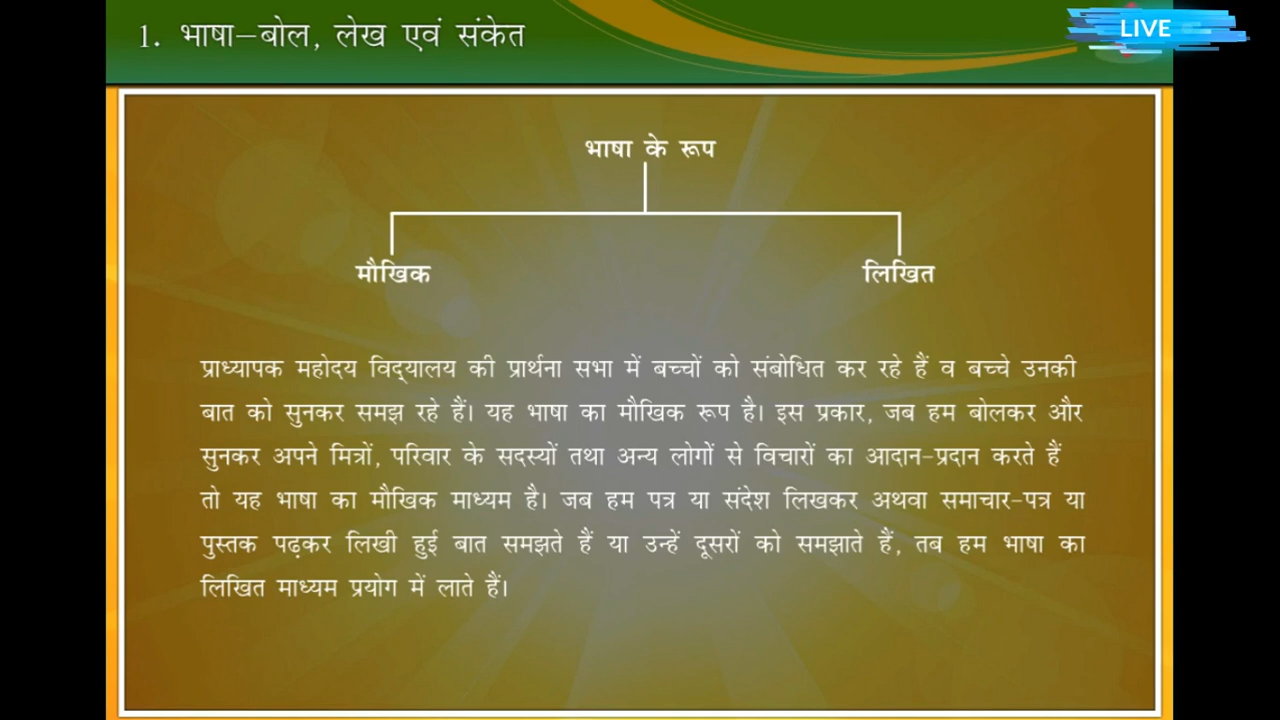 1. भाषा–बोल, लेख एवं संकेत
LIVE
भाषा के रूप
मौखिक
लिखित
प्राध्यापक महोदय विद्‌यालय की प्रार्थना सभा में बच्चों को संबोधित कर रहे हैं व बच्चे उनकी
बात को सुनकर समझ रहे हैं। यह भाषा का मौखिक रूप है। इस प्रकार, जब हम बोलकर और
सुनकर अपने मित्रों, परिवार के सदस्यों तथा अन्य लोगों से विचारों का आदान-प्रदान करते हैं
तो यह भाषा का मौखिक माध्यम है। जब हम पत्र या संदेश लिखकर अथवा समाचार-पत्र या
पुस्तक पढ़कर लिखी हुई बात समझते हैं या उन्हें दूसरों को समझाते हैं, तब हम भाषा का
लिखित माध्यम प्रयोग में लाते हैं।